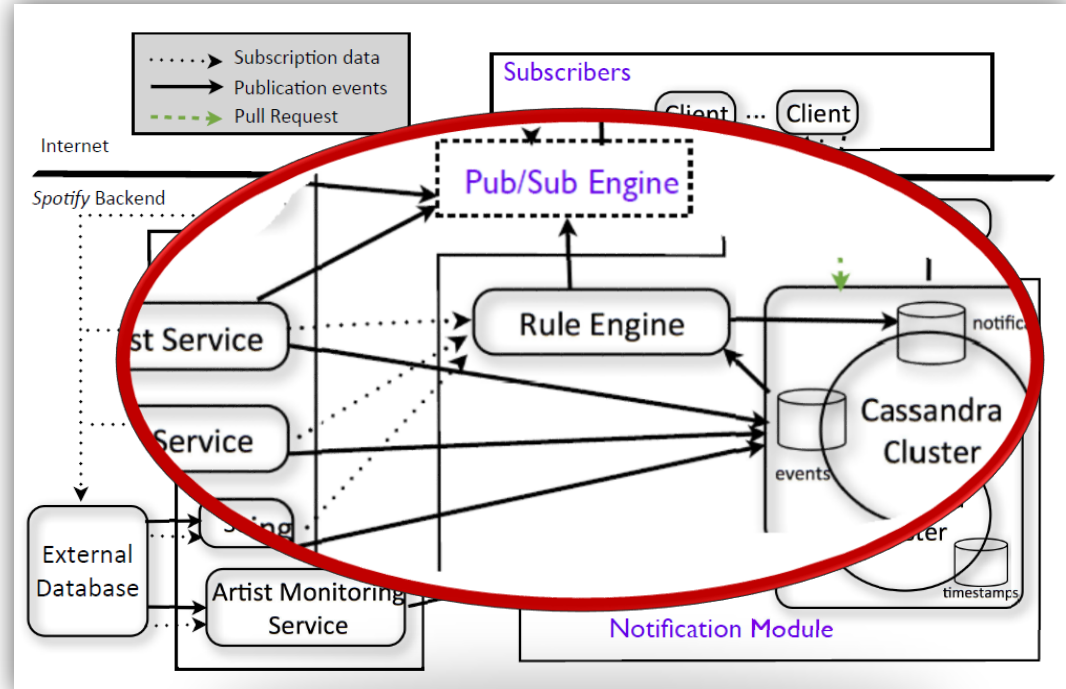 Subscription data
Publication events
Pull Request
Subscribers
Client ... Client
Internet
Spotify Backend
Pub/Sub Engine
st Service
Rule Engine
notifica
Service
Cassandra
Cluster
events
External
Database
timestamps
Artist Monitoring
Service
Notification Module